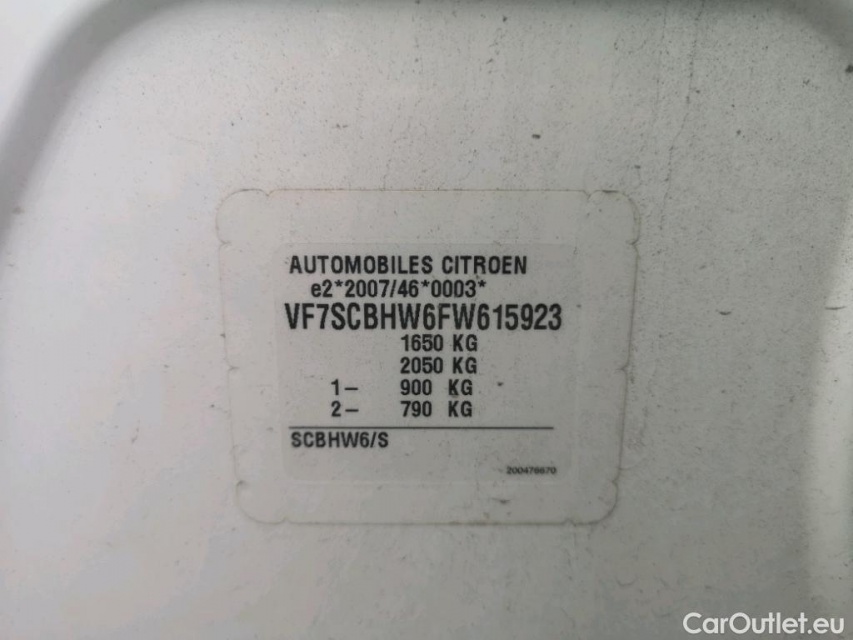 AUTOMOBILES CITROEN
e2*2007/46*0003*
VF7SCBHW6FW615923
1650 KG
2050 KG
1- 900 KG
2- 790 KG
SCBHW6/S
200476670
CarOutlet.eu